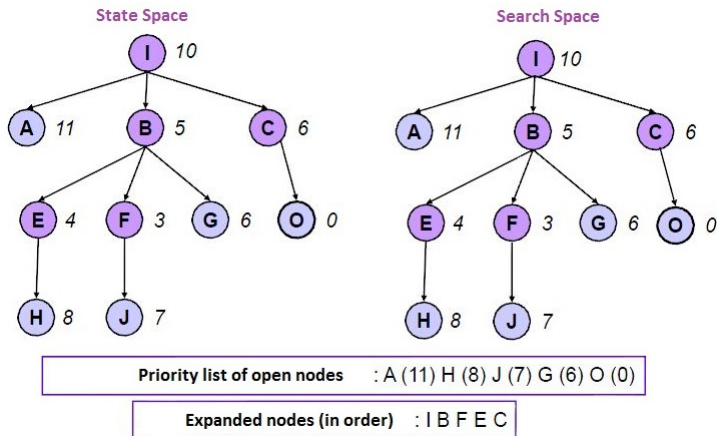 State Space Search Space
I 10 I 10
A 11 B 5 C 6 A 11 B 5 C 6
E 4 F 3 G 6 O 0 E 4 F 3 G 6 O 0
H 8 J 7 H 8 J 7
Priority list of open nodes : A (11) H (8) J (7) G (6) O (0)
Expanded nodes (in order) : I B F E C